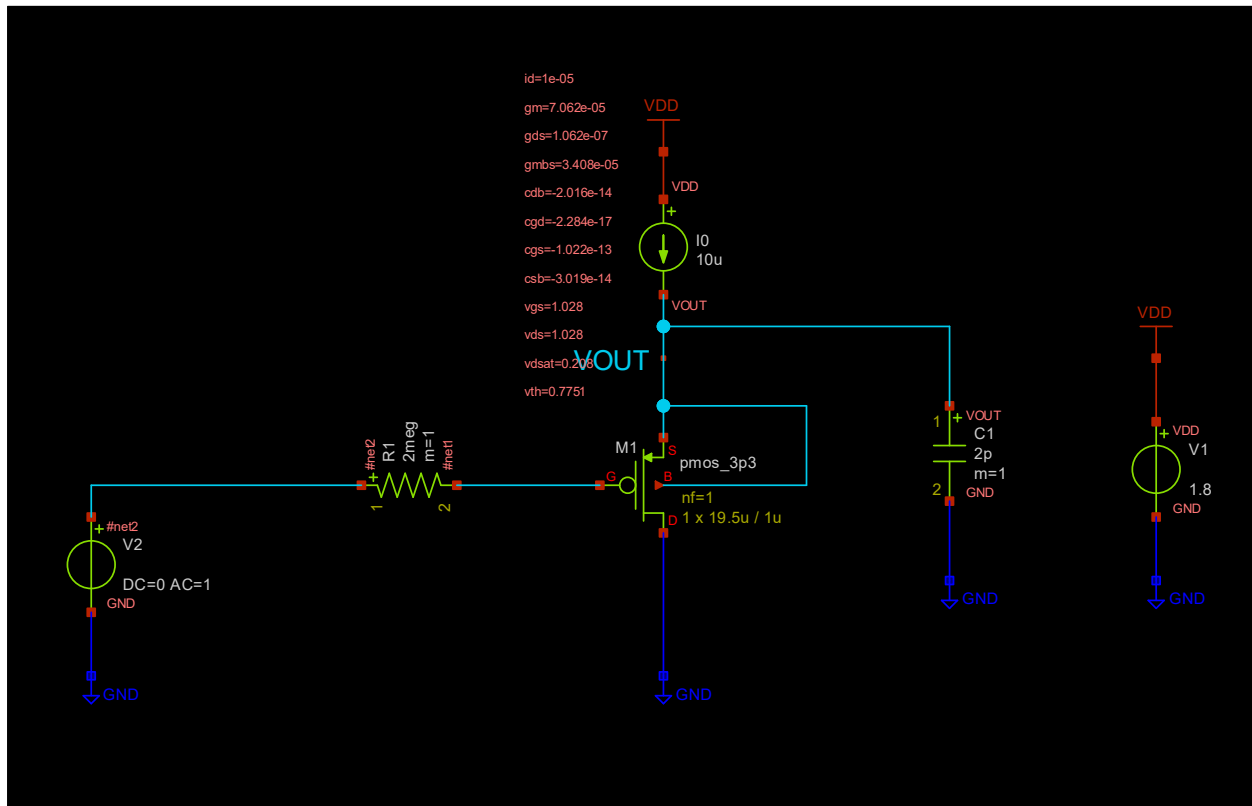 id=1e-05
gm=7.062e-05
gds=1.062e-07
gmbs=3.408e-05
cdb=-2.016e-14
cgd=-2.284e-17
cgs=-1.022e-13
csb=-3.019e-14
vgs=1.028
vds=1.028
vdsat=0.208
vth=0.7751
VDD
VDD
+
I0
10u
VOUT
VOUT
M1
S
G
B
D
pmos_3p3
nf=1
1 x 19.5u / 1u
#net2
+
R1
2meg
m=1
#net1
1
2
+
#net2
V2
DC=0 AC=1
GND
GND
GND
1
+
VOUT
C1
2p
m=1
2
GND
GND
VDD
+
VDD
V1
1.8
GND
GND